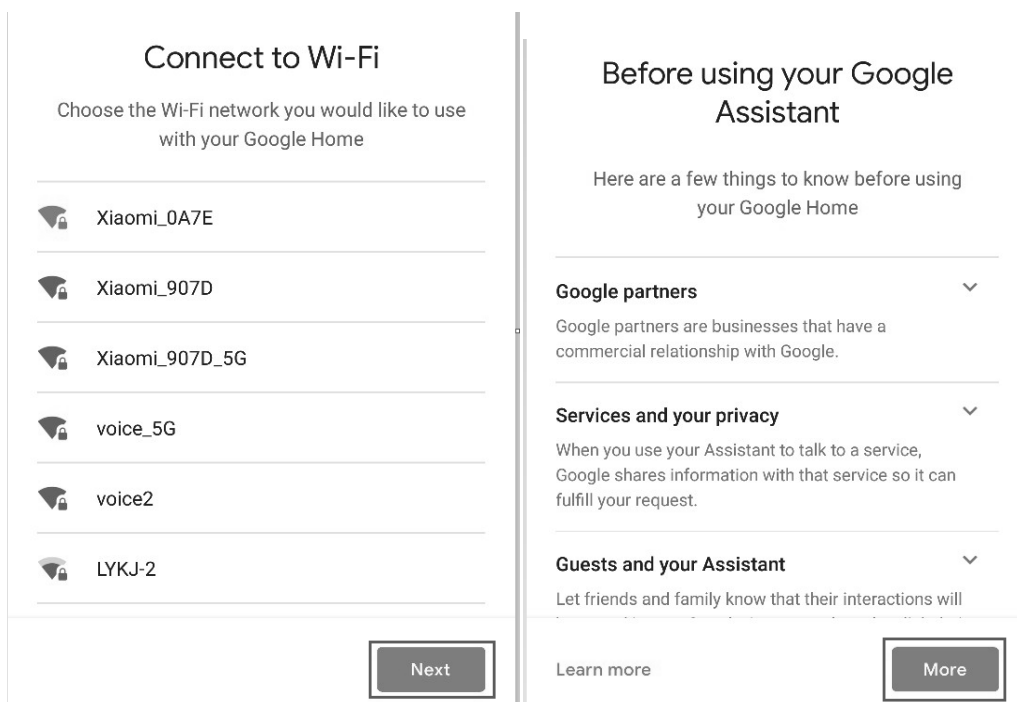 Connect to Wi-Fi
Choose the Wi-Fi network you would like to use
with your Google Home
Xiaomi_0A7E
Xiaomi_907D
Xiaomi_907D_5G
voice_5G
voice2
LYKJ-2
Next
Before using your Google
Assistant
Here are a few things to know before using
your Google Home
Google partners
Google partners are businesses that have a
commercial relationship with Google.
Services and your privacy
When you use your Assistant to talk to a service,
Google shares information with that service so it can
fulfill your request.
Guests and your Assistant
Let friends and family know that their interactions will
Learn more
More